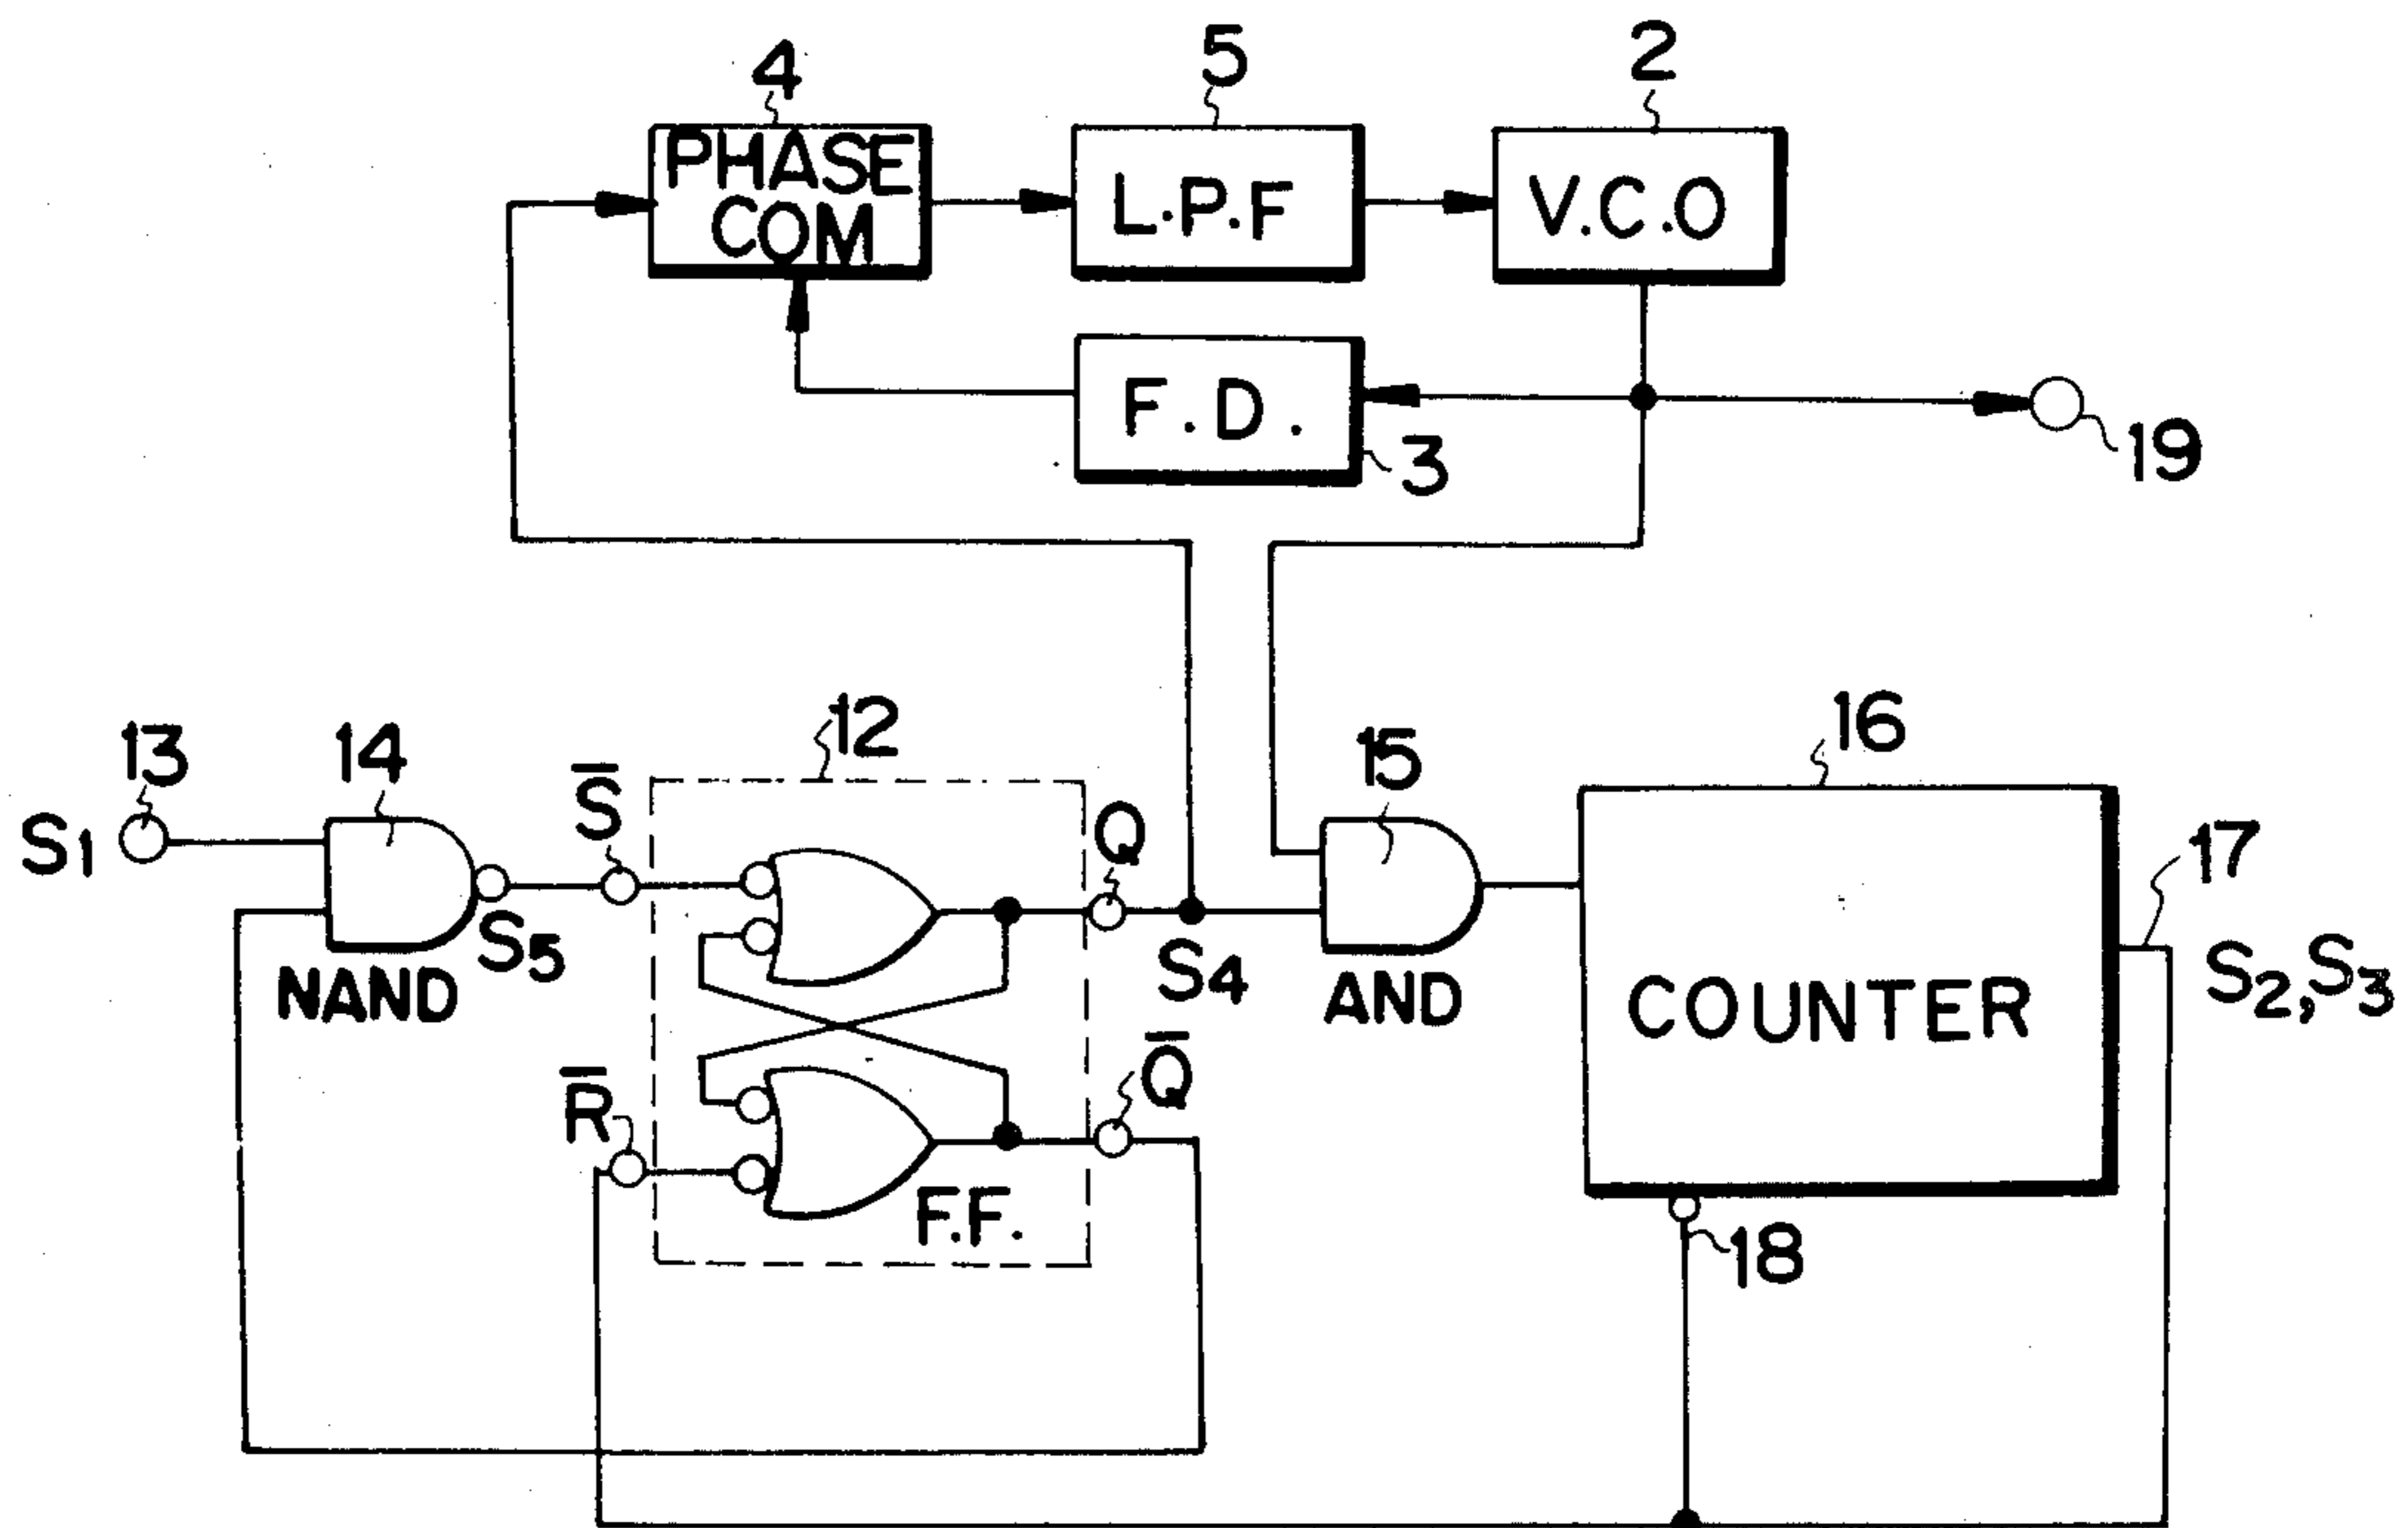 4
5
2
PHASE
COM
L.P.F
V.C.O
F.D.
3
19
13
14
12
15
16
17
S1
S̅
Q
S5
S4
S2,S3
NAND
AND
COUNTER
R̅
Q̅
F.F.
18